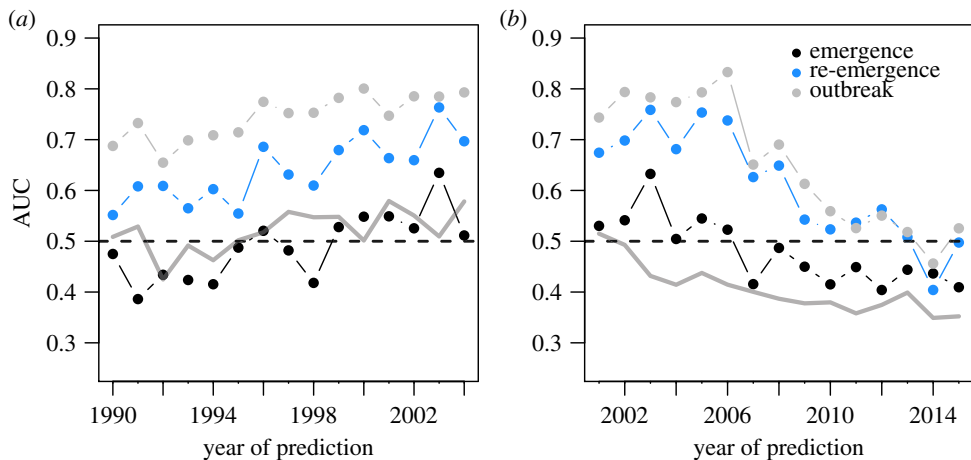 (a)
(b)
0.9
0.8
0.7
0.6
0.5
0.4
0.3
AUC
1990 1994 1998 2002
year of prediction
0.9
0.8
0.7
0.6
0.5
0.4
0.3
emergence
re-emergence
outbreak
2002 2006 2010 2014
year of prediction